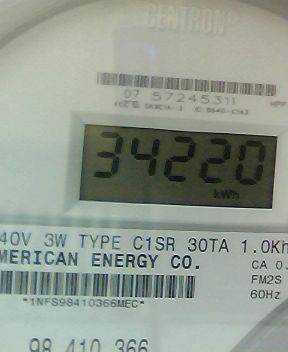 CENTRON
07 57245311
34220
kWh
40V 3W TYPE C1SR 30TA 1.0Kh
MERICAN ENERGY CO.
CA 0.
FM2S
60Hz
*1NFS98410366MEC*
98 410 366